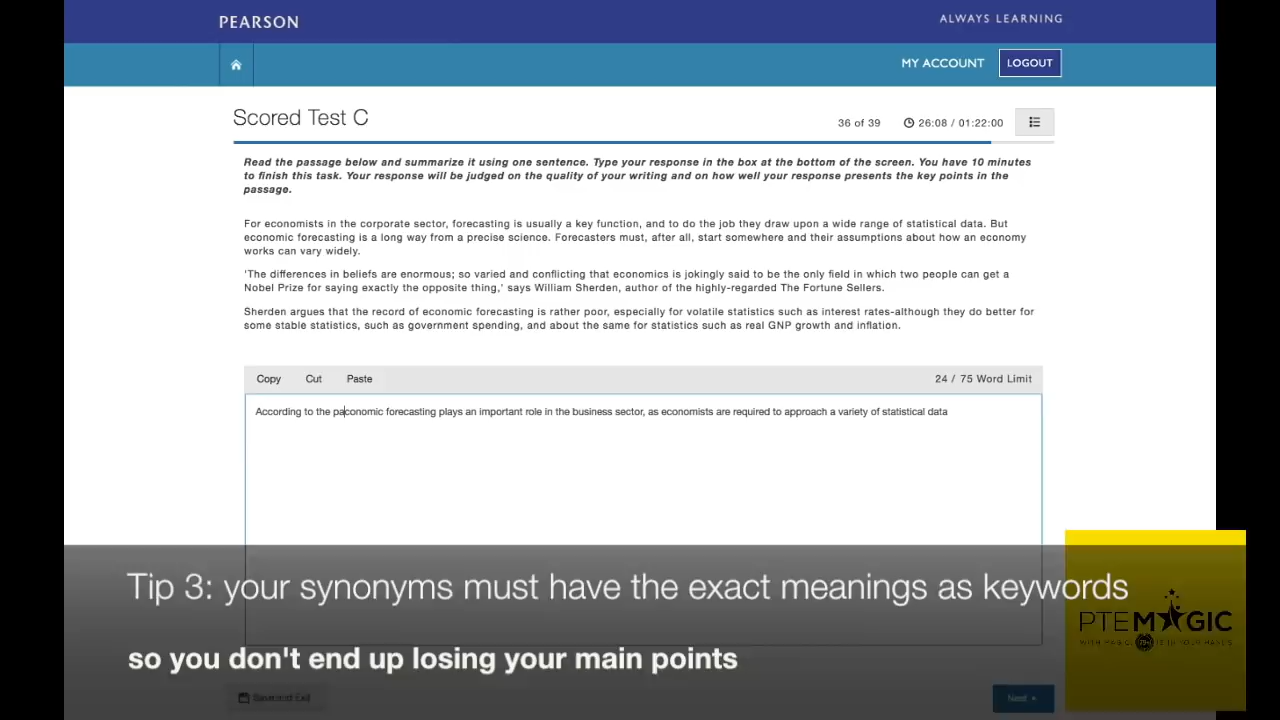 PEARSON
ALWAYS LEARNING
MY ACCOUNT
LOGOUT
Scored Test C
36 of 39
26:08 / 01:22:00
Read the passage below and summarize it using one sentence. Type your response in the box at the bottom of the screen. You have 10 minutes
to finish this task. Your response will be judged on the quality of your writing and on how well your response presents the key points in the
passage.
For economists in the corporate sector, forecasting is usually a key function, and to do the job they draw upon a wide range of statistical data. But
economic forecasting is a long way from a precise science. Forecasters must, after all, start somewhere and their assumptions about how an economy
works can vary widely.
'The differences in beliefs are enormous; so varied and conflicting that economics is jokingly said to be the only field in which two people can get a
Nobel Prize for saying exactly the opposite thing,' says William Sherden, author of the highly-regarded The Fortune Sellers.
Sherden argues that the record of economic forecasting is rather poor, especially for volatile statistics such as interest rates-although they do better for
some stable statistics, such as government spending, and about the same for statistics such as real GNP growth and inflation.
Copy Cut Paste
24 / 75 Word Limit
According to the paconomic forecasting plays an important role in the business sector, as economists are required to approach a variety of statistical data
Tip 3: your synonyms must have the exact meanings as keywords
so you don't end up losing your main points
PTEMAGIC
Save and Exit
Next